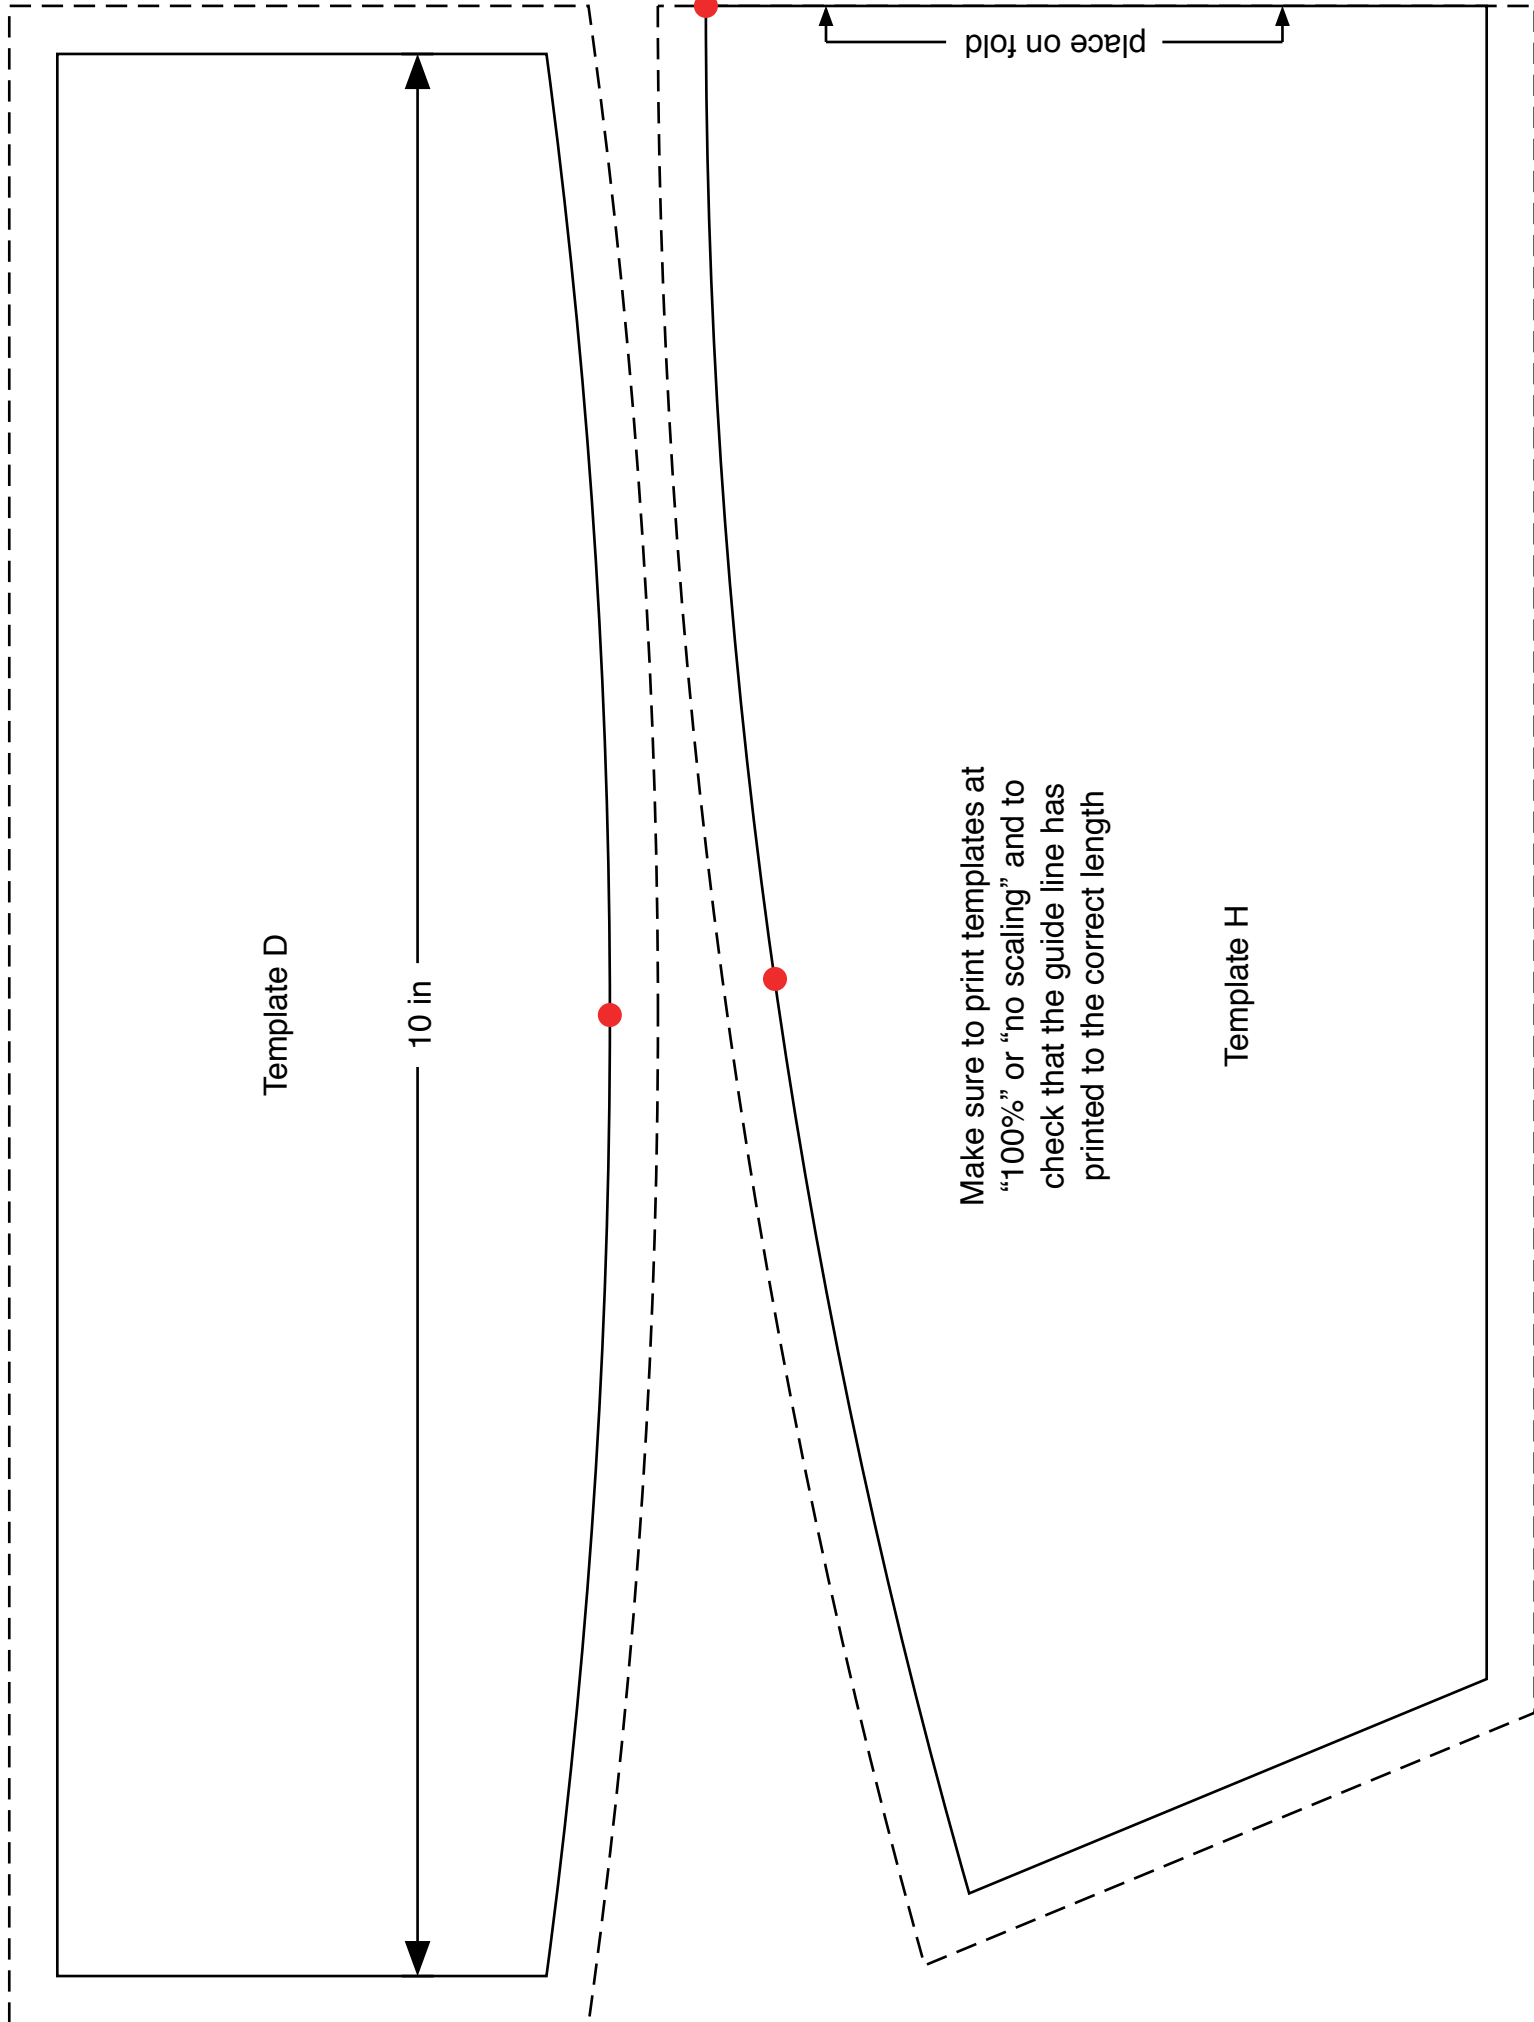 place on fold
Template D
10 in
Make sure to print templates at
“100%” or “no scaling” and to
check that the guide line has
printed to the correct length
Template H